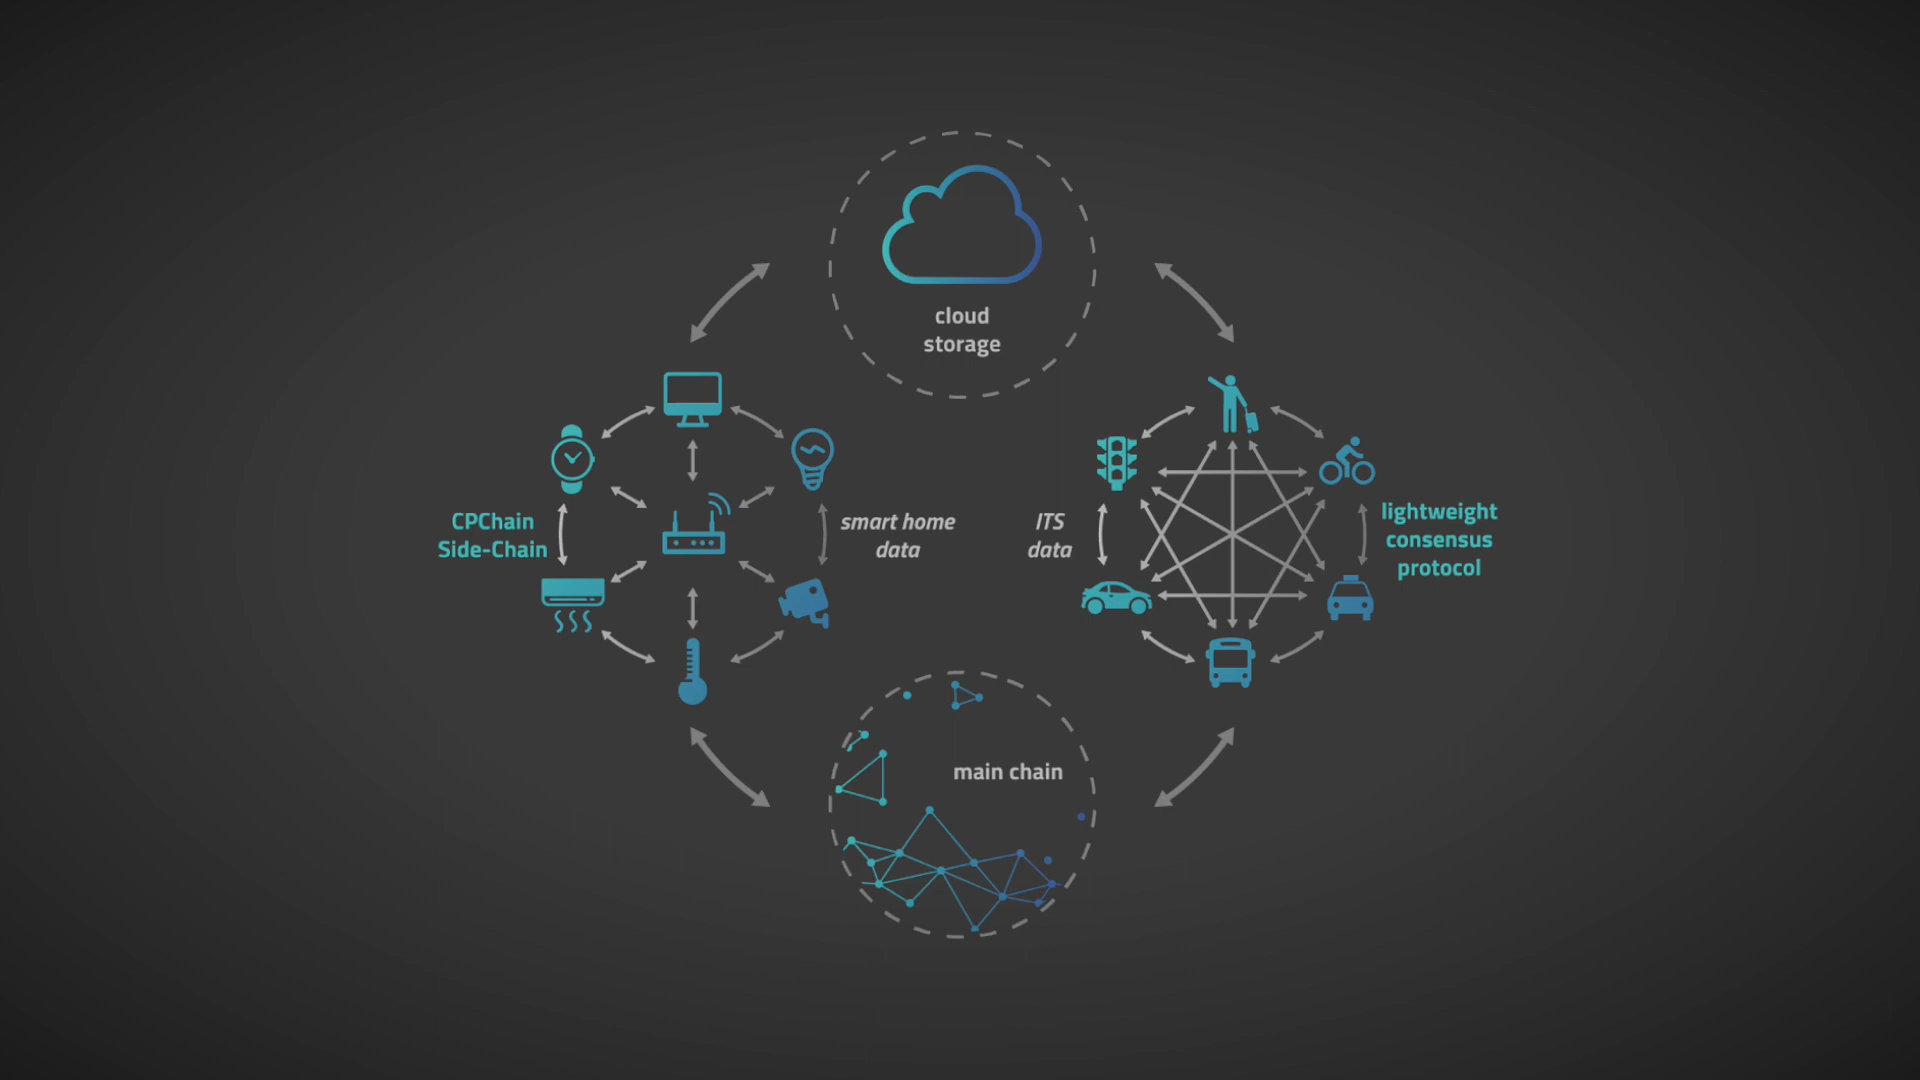 cloud
storage
CPChain
Side-Chain
smart home
data
ITS
data
lightweight
consensus
protocol
main chain